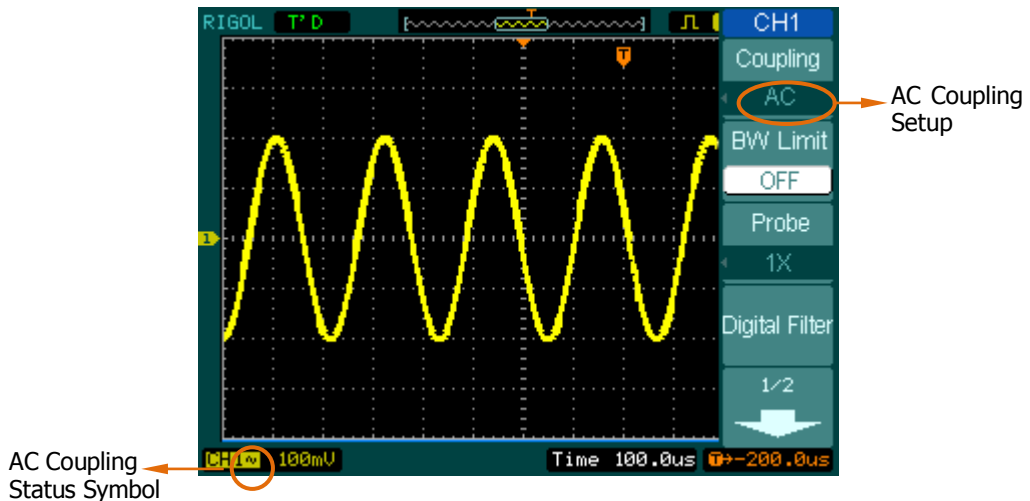 RIGOL T'D T CH1
T
Coupling
AC
AC Coupling
Setup
BW Limit
OFF
Probe
1
1X
Digital Filter
1/2
CH1 100mV Time 100.0us T→-200.0us
AC Coupling
Status Symbol